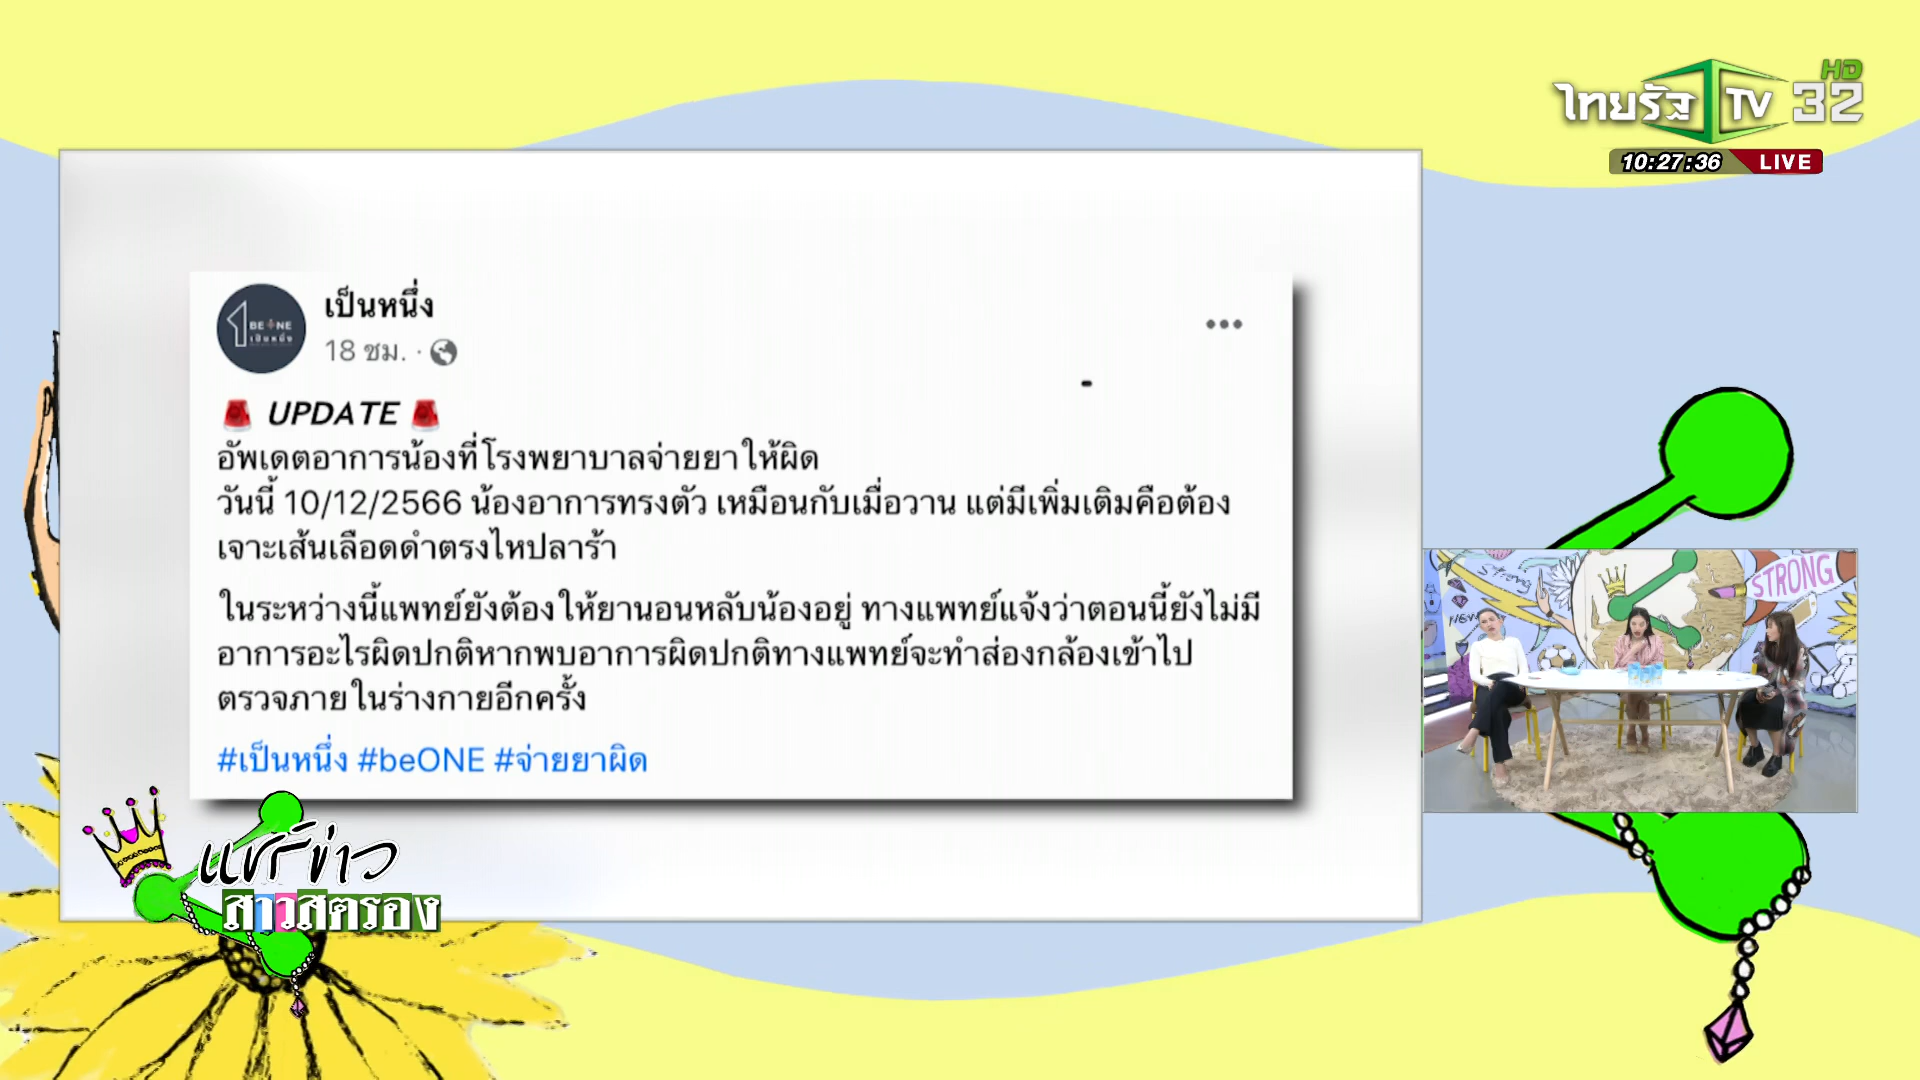 HD
ไทยรัฐ TV 32
10:27:36 LIVE
เป็นหนึ่ง
BE NE
เป็นหนึ่ง
18 ชม. ·
UPDATE
อัพเดตอาการน้องที่โรงพยาบาลจ่ายยาให้ผิด
วันนี้ 10/12/2566 น้องอาการทรงตัว เหมือนกับเมื่อวาน แต่มีเพิ่มเติมคือต้อง
เจาะเส้นเลือดดำตรงไหปลาร้า
ในระหว่างนี้แพทย์ยังต้องให้ยานอนหลับน้องอยู่ ทางแพทย์แจ้งว่าตอนนี้ยังไม่มี
อาการอะไรผิดปกติหากพบอาการผิดปกติทางแพทย์จะทำส่องกล้องเข้าไป
ตรวจภายในร่างกายอีกครั้ง
#เป็นหนึ่ง #beONE #จ่ายยาผิด
Strong
STRONG
NEW
แชร์ข่าว
สาวสตรอง